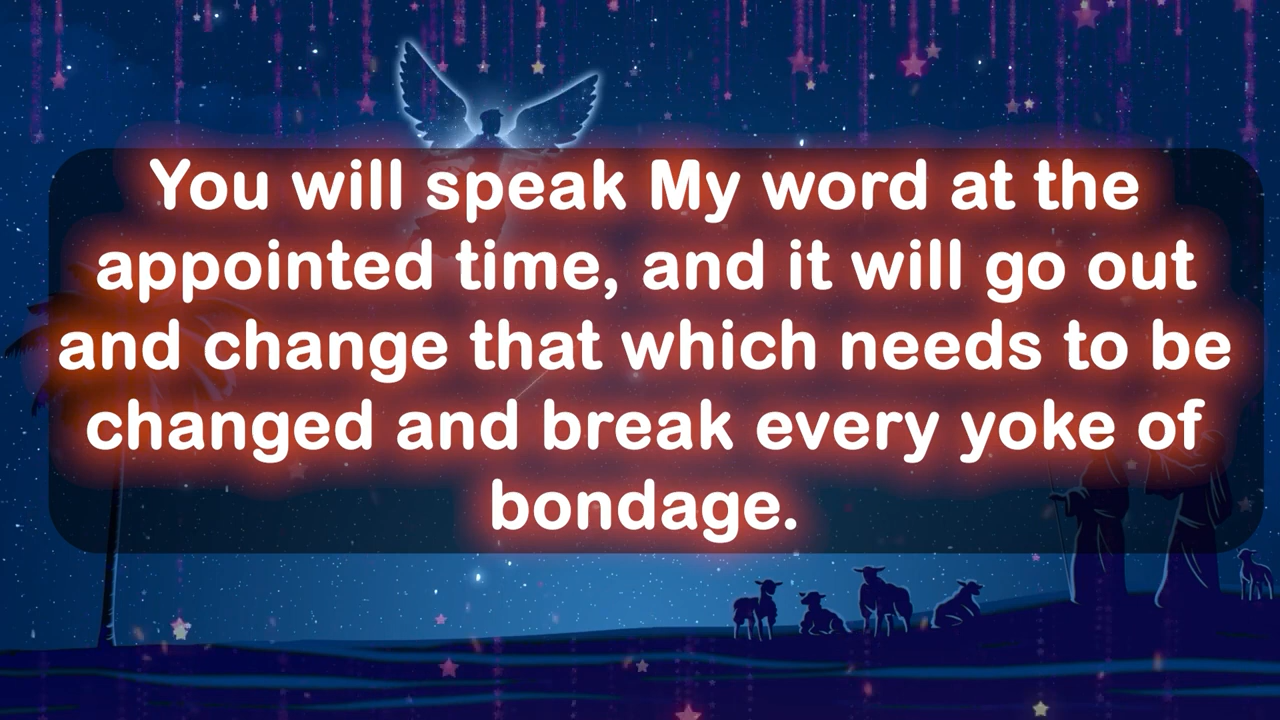 You will speak My word at the
appointed time, and it will go out
and change that which needs to be
changed and break every yoke of
bondage.